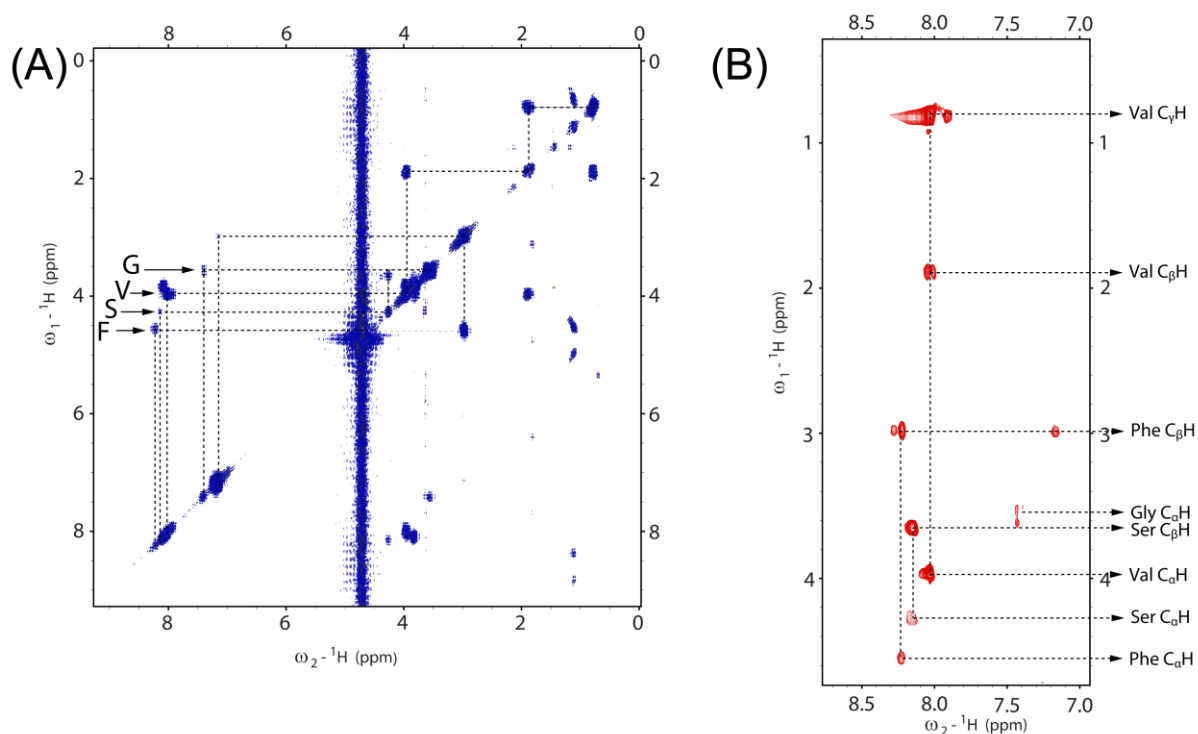 (A)
8 6 4 2 0
0 0
2 2
4 4
6 6
8 8
G
V
S
F
ω1 - 1H (ppm)
8 6 4 2 0
ω2 - 1H (ppm)
(B)
8.5 8.0 7.5 7.0
Val CγH
1 1
Val CβH
2 2
Phe CβH
3 3
Gly CαH
Ser CβH
Val CαH
4 4
Ser CαH
Phe CαH
ω1 - 1H (ppm)
8.5 8.0 7.5 7.0
ω2 - 1H (ppm)